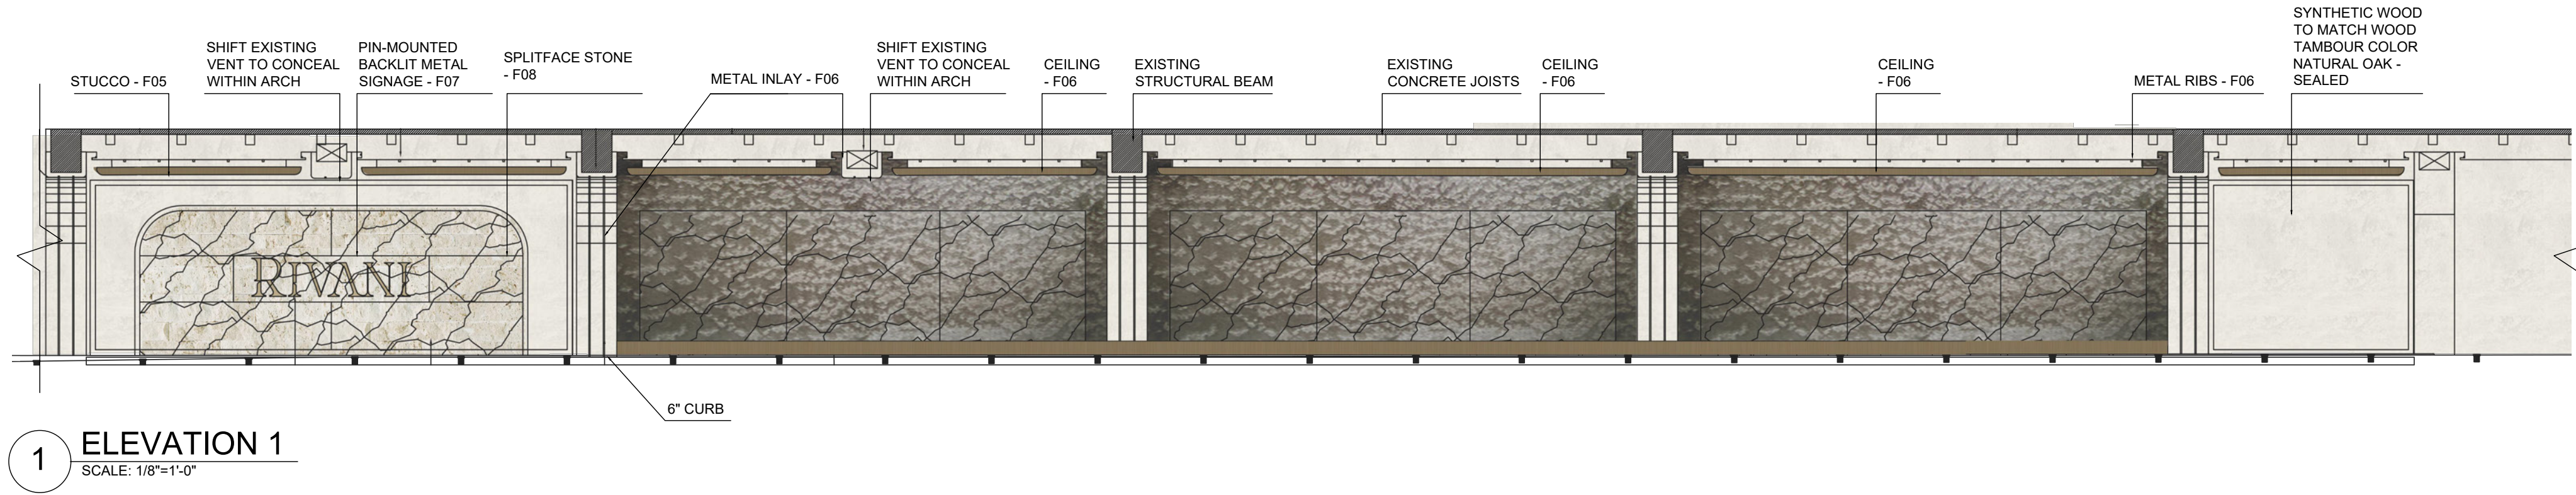 STUCCO - F05
SHIFT EXISTING
VENT TO CONCEAL
WITHIN ARCH
PIN-MOUNTED
BACKLIT METAL
SIGNAGE - F07
SPLITFACE STONE
- F08
METAL INLAY - F06
SHIFT EXISTING
VENT TO CONCEAL
WITHIN ARCH
CEILING
- F06
EXISTING
STRUCTURAL BEAM
EXISTING
CONCRETE JOISTS
CEILING
- F06
CEILING
- F06
METAL RIBS - F06
SYNTHETIC WOOD
TO MATCH WOOD
TAMBOUR COLOR
NATURAL OAK -
SEALED
RIVANI
6" CURB
1
ELEVATION 1
SCALE: 1/8"=1'-0"